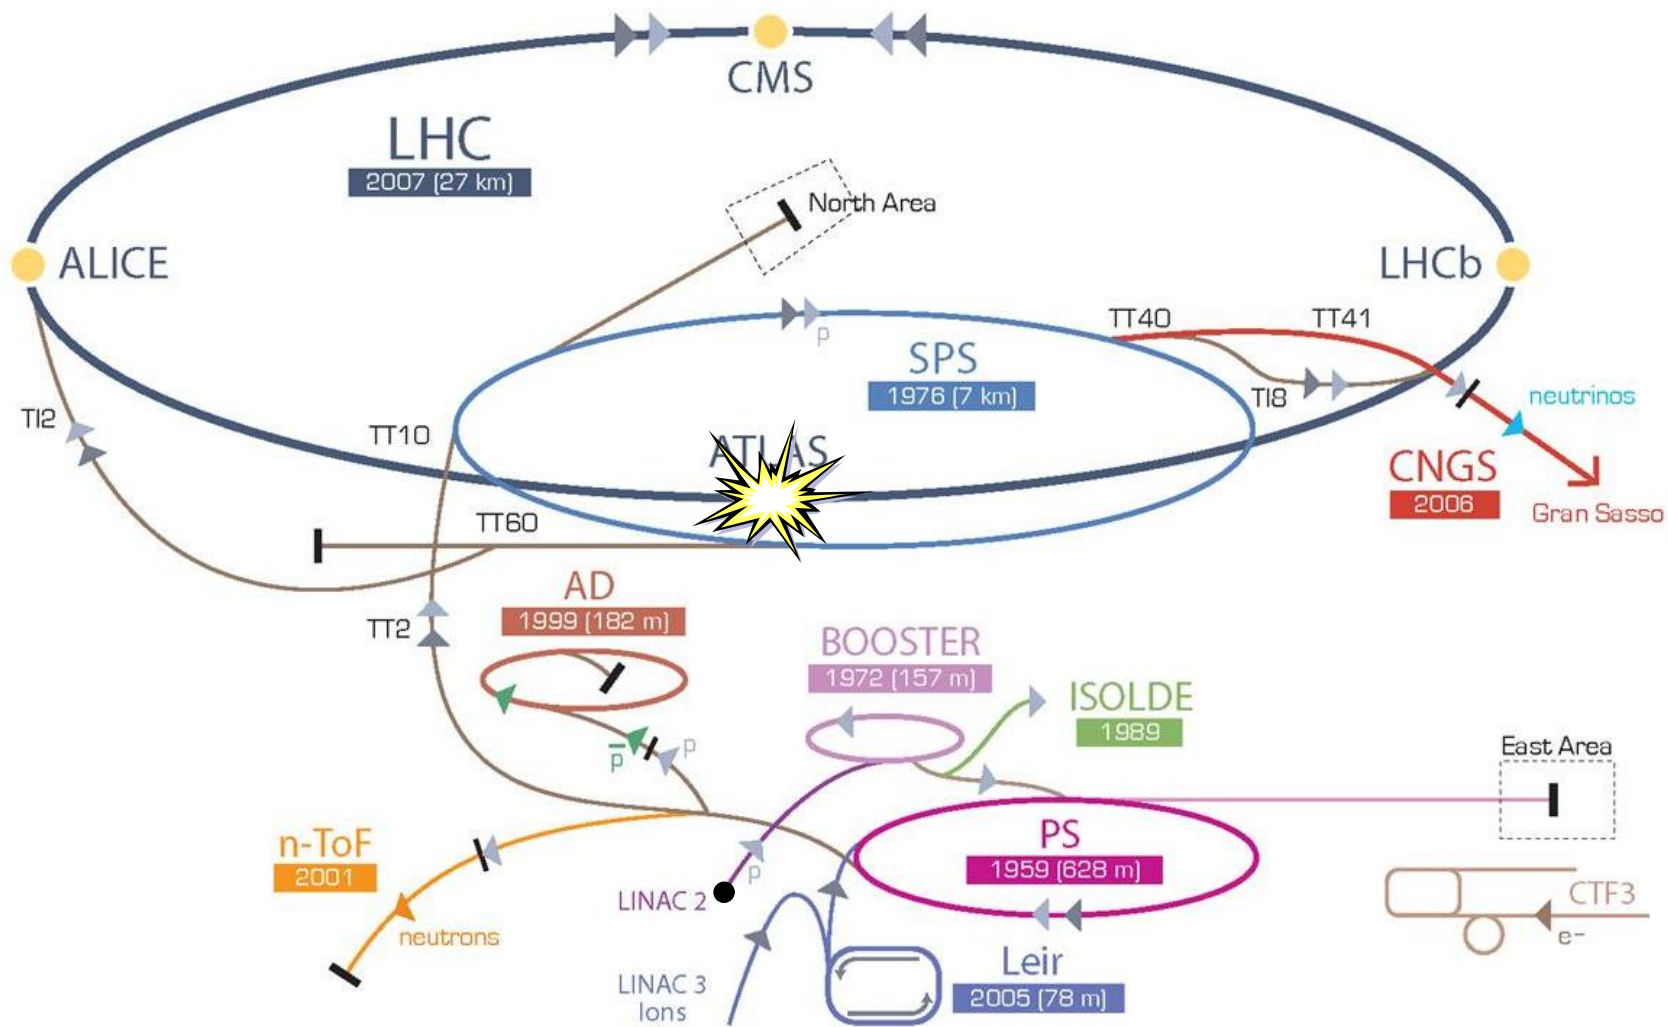 CMS
LHC
2007 (27 km)
North Area
ALICE
LHCb
TT40
TT41
p
SPS
1976 (7 km)
TI8
neutrinos
TI2
TT10
ATLAS
CNGS
2006
Gran Sasso
TT60
AD
1999 (182 m)
TT2
BOOSTER
1972 (157 m)
ISOLDE
1989
p̅
p
East Area
n-ToF
2001
PS
1959 (628 m)
p
LINAC 2
CTF3
e-
neutrons
Leir
2005 (78 m)
LINAC 3
Ions